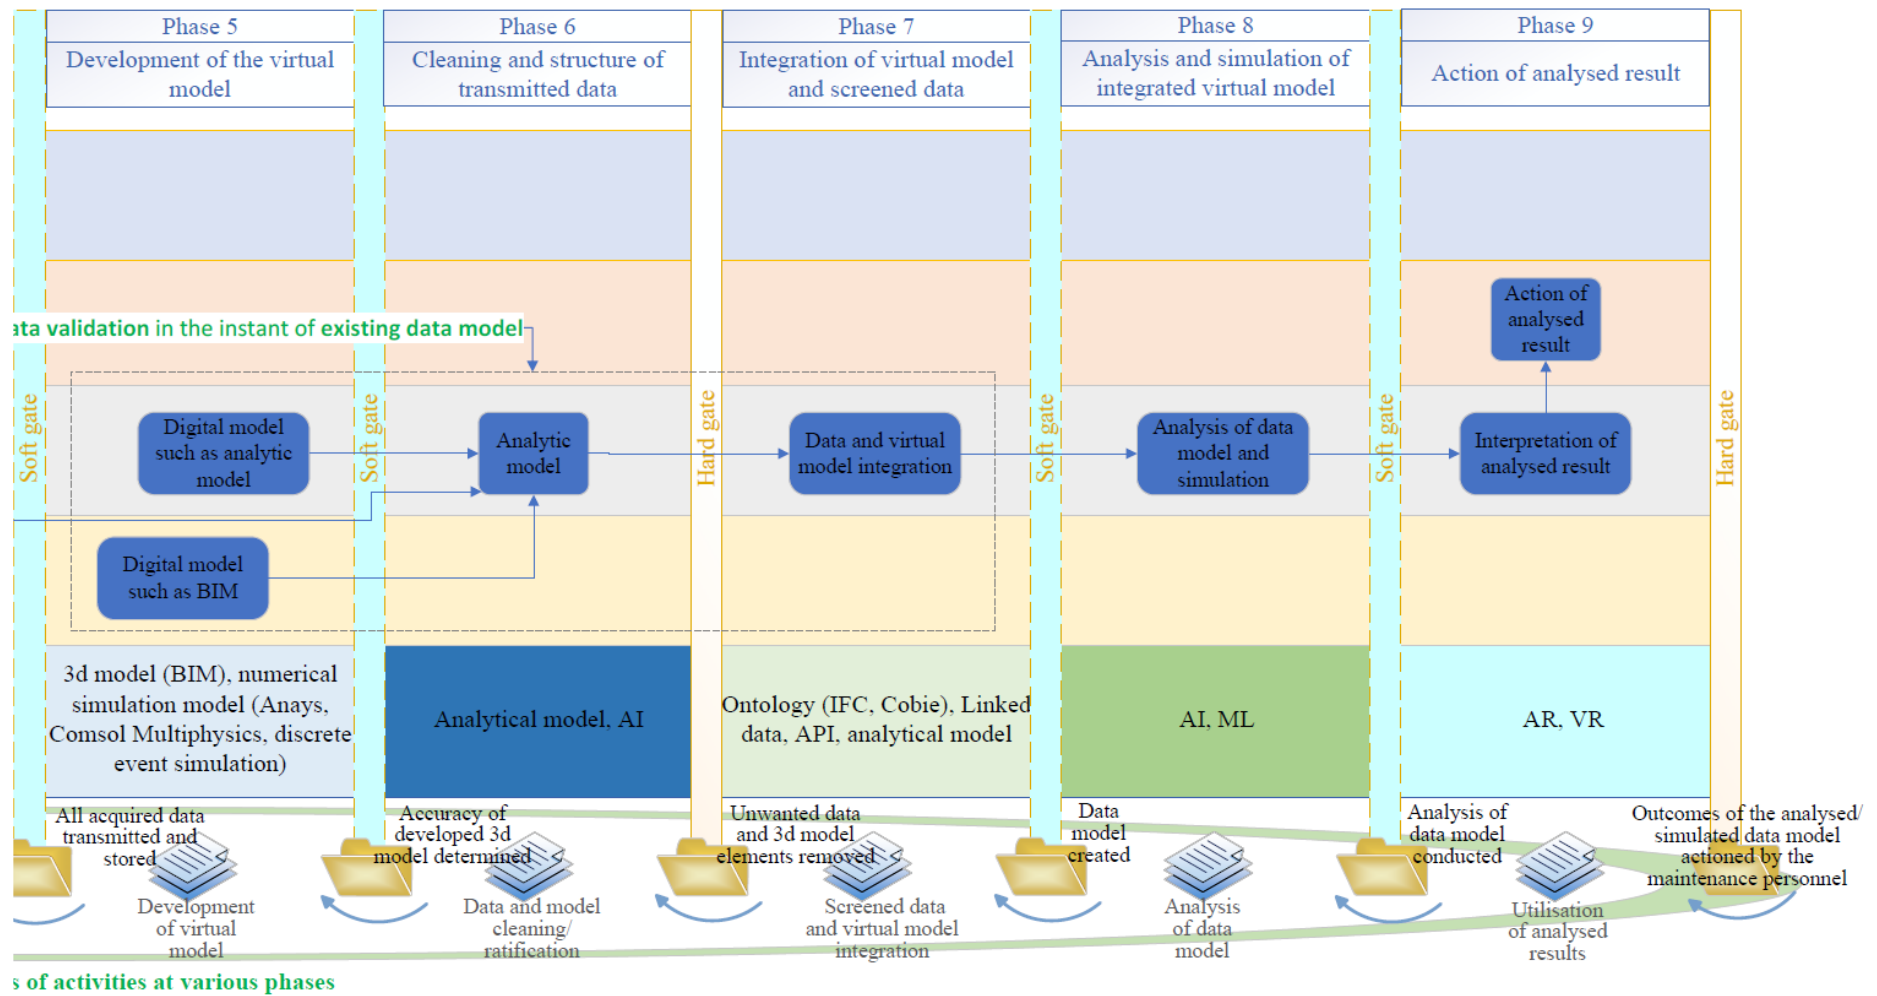 Phase 5
Development of the virtual
model
Phase 6
Cleaning and structure of
transmitted data
Phase 7
Integration of virtual model
and screened data
Phase 8
Analysis and simulation of
integrated virtual model
Phase 9
Action of analysed result
Action of
analysed
result
ata validation in the instant of existing data model
Soft gate
Digital model
such as analytic
model
Soft gate
Analytic
model
Hard gate
Data and virtual
model integration
Soft gate
Analysis of data
model and
simulation
Soft gate
Interpretation of
analysed result
Hard gate
Digital model
such as BIM
3d model (BIM), numerical
simulation model (Anays,
Comsol Multiphysics, discrete
event simulation)
Analytical model, AI
Ontology (IFC, Cobie), Linked
data, API, analytical model
AI, ML
AR, VR
All acquired data
transmitted and
stored
Accuracy of
developed 3d
model determined
Unwanted data
and 3d model
elements removed
Data
model
created
Analysis of
data model
conducted
Outcomes of the analysed/
simulated data model
actioned by the
maintenance personnel
Development
of virtual
model
Data and model
cleaning/
ratification
Screened data
and virtual model
integration
Analysis
of data
model
Utilisation
of analysed
results
s of activities at various phases